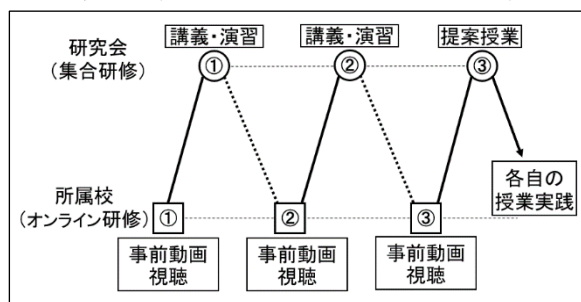 講義・演習
講義・演習
提案授業
研究会
(集合研修)
①
②
③
各自の
授業実践
所属校
(オンライン研修)
①
②
③
事前動画
視聴
事前動画
視聴
事前動画
視聴